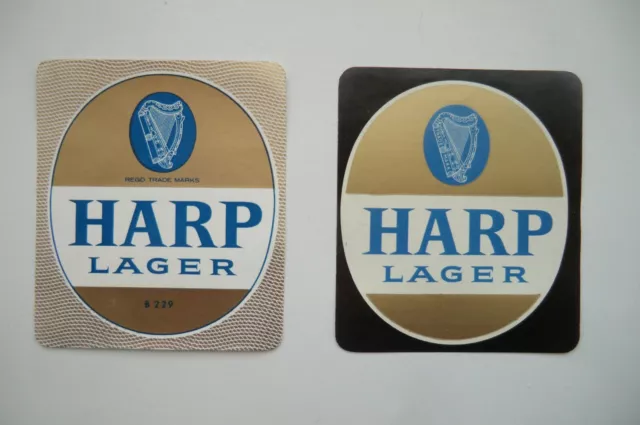 REGD TRADE MARKS
HARP
LAGER
B 229
HARP
LAGER